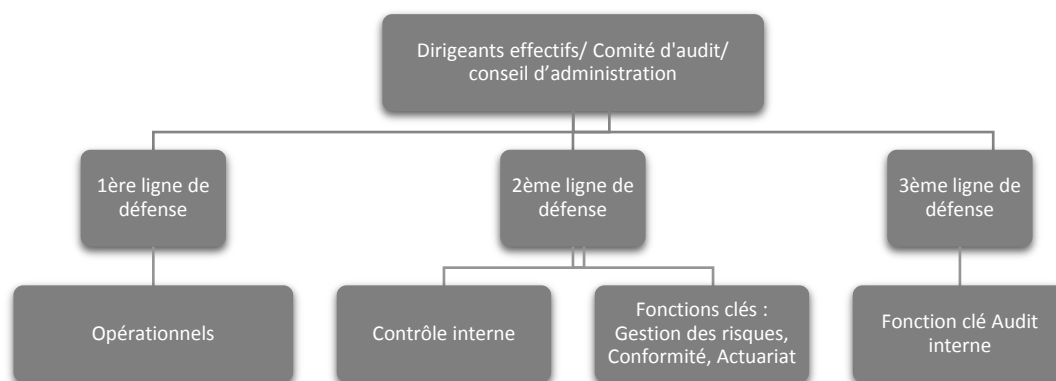 Dirigeants effectifs/ Comité d'audit/
conseil d’administration
1ère ligne de
défense
2ème ligne de
défense
3ème ligne de
défense
Opérationnels
Contrôle interne
Fonctions clés :
Gestion des risques,
Conformité, Actuariat
Fonction clé Audit
interne